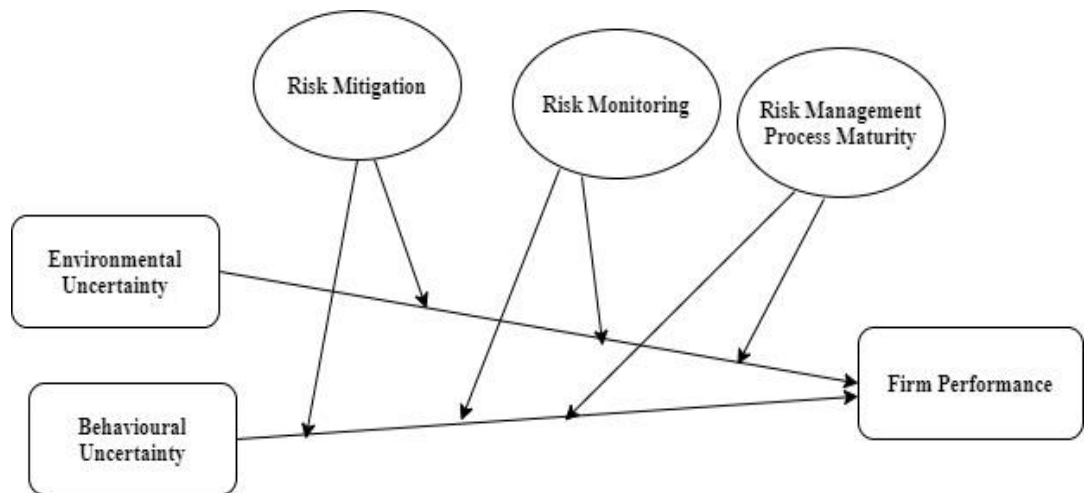 Risk Mitigation
Risk Monitoring
Risk Management
Process Maturity
Environmental
Uncertainty
Firm Performance
Behavioural
Uncertainty